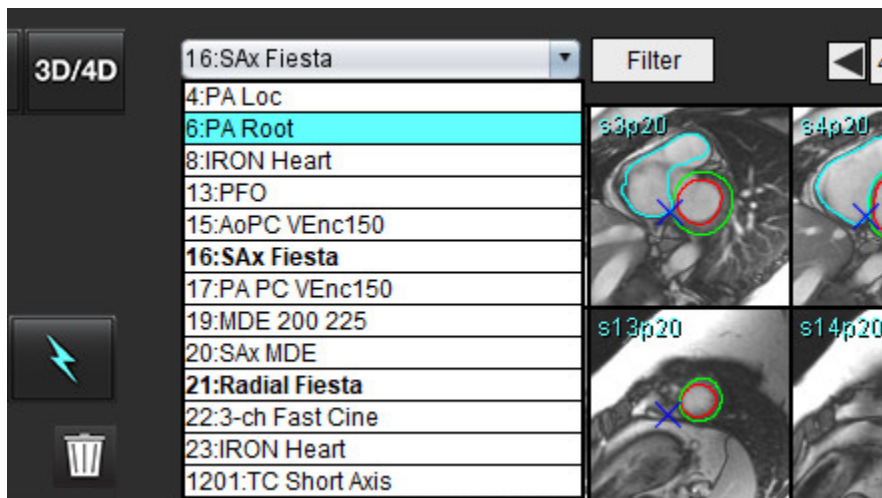 3D/4D
16:SAx Fiesta
Filter
4:PA Loc
6:PA Root
8:IRON Heart
13:PFO
15:AoPC VEnc150
16:SAx Fiesta
17:PA PC VEnc150
19:MDE 200 225
20:SAx MDE
21:Radial Fiesta
22:3-ch Fast Cine
23:IRON Heart
1201:TC Short Axis
s3p20
s4p20
s13p20
s14p20